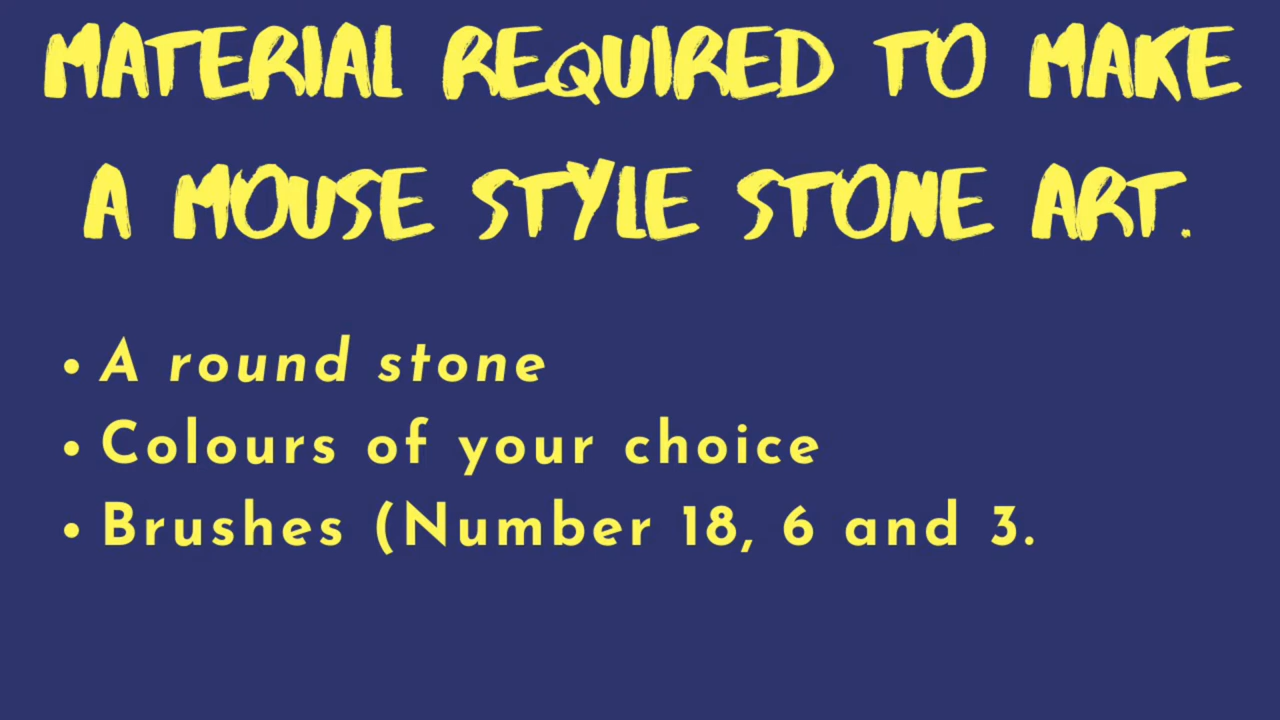 MATERIAL REQUIRED TO MAKE
A MOUSE STYLE STONE ART.
• A round stone
• Colours of your choice
• Brushes (Number 18, 6 and 3.